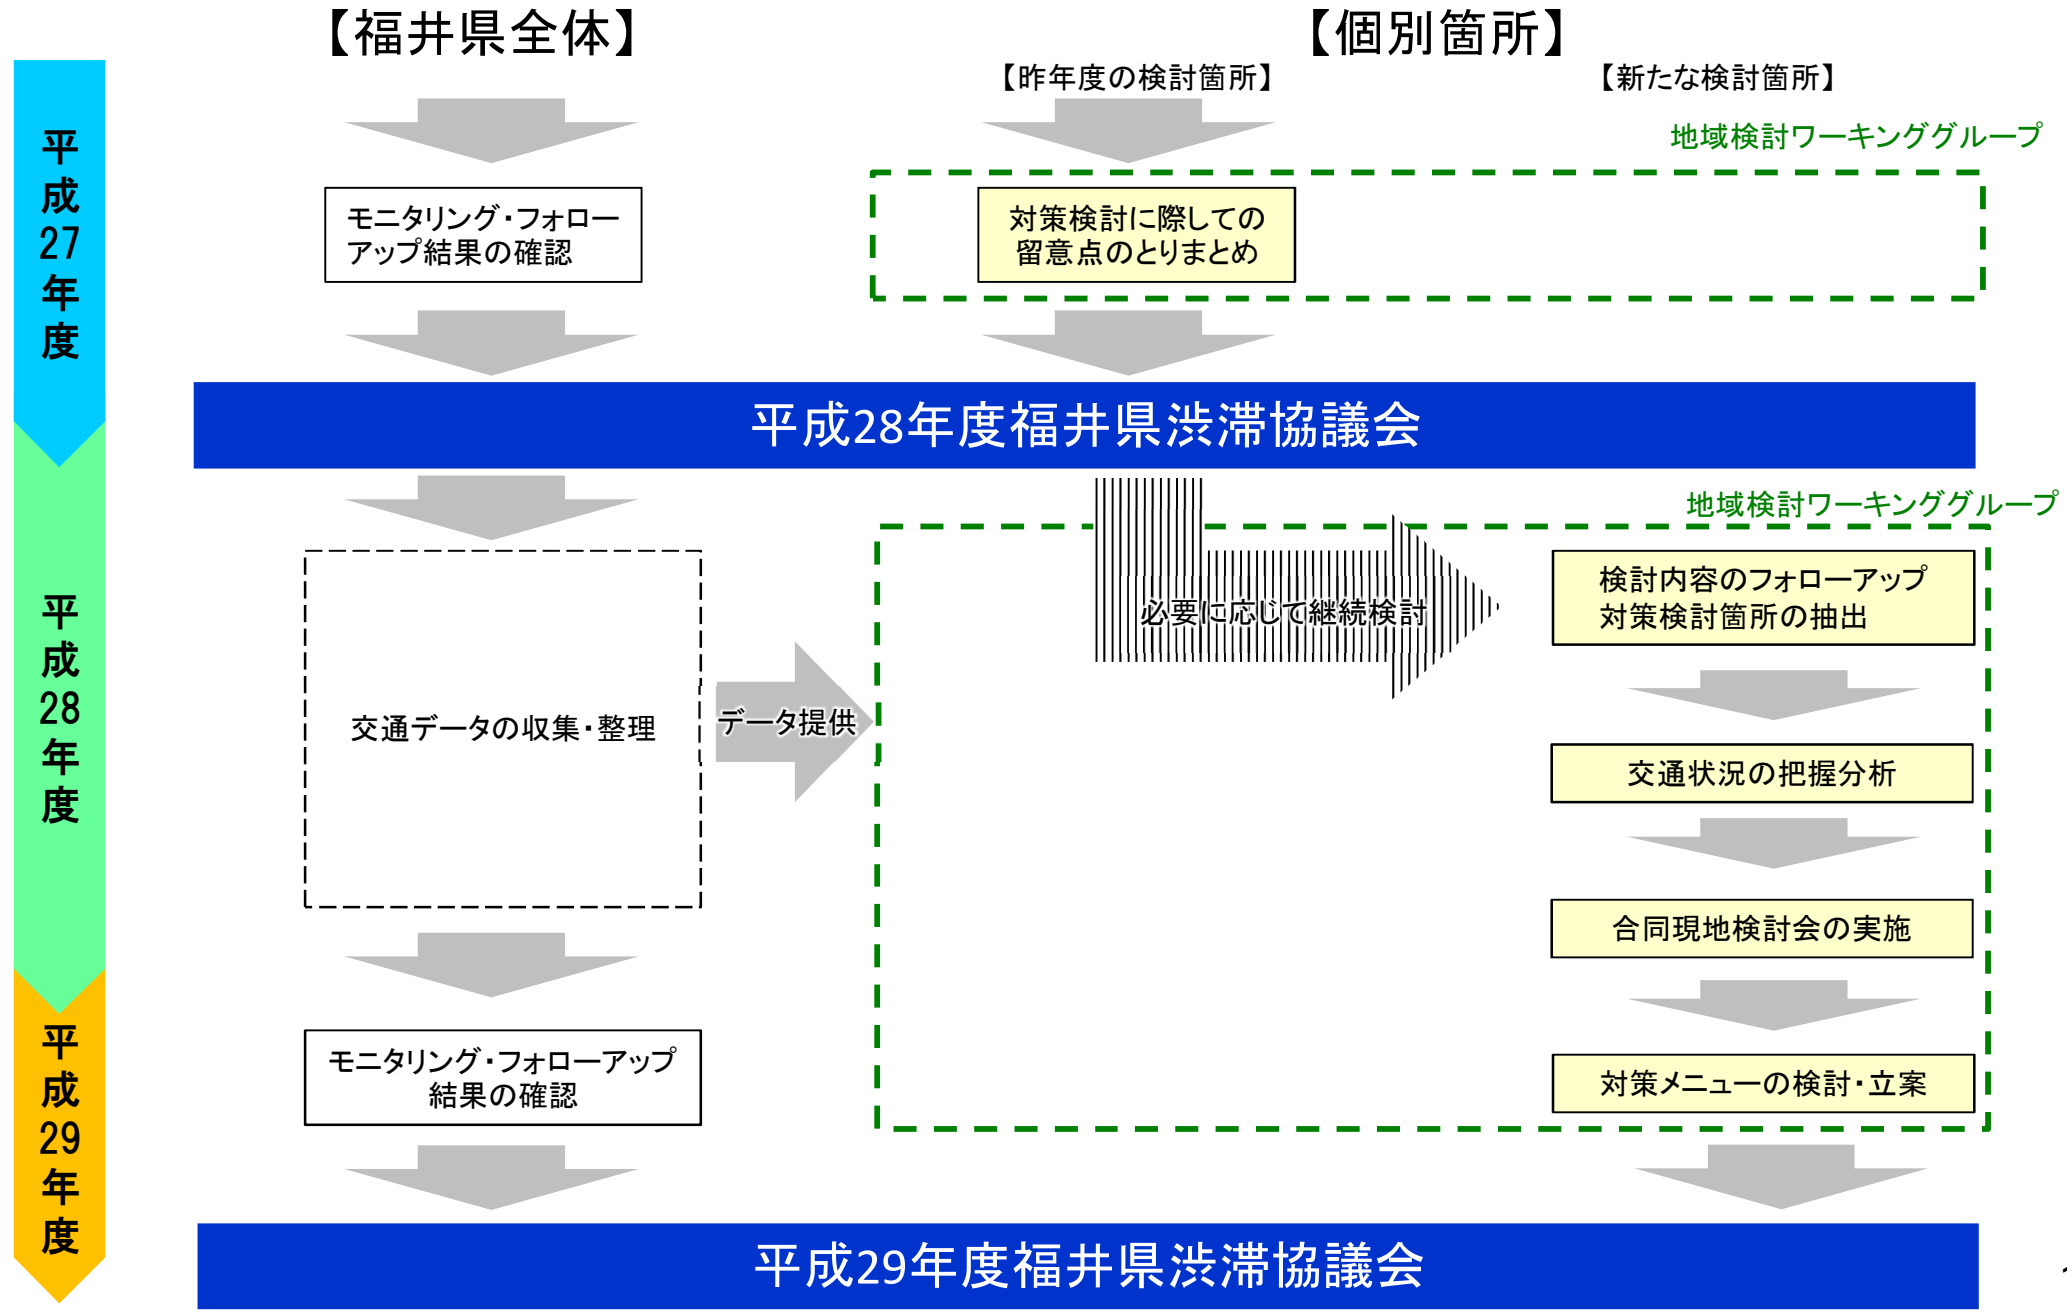 【福井県全体】
【個別箇所】
【昨年度の検討箇所】
【新たな検討箇所】
平成27年度
地域検討ワーキンググループ
モニタリング・フォロー
アップ結果の確認
対策検討に際しての
留意点のとりまとめ
平成28年度福井県渋滞協議会
平成28年度
地域検討ワーキンググループ
必要に応じて継続検討
検討内容のフォローアップ
対策検討箇所の抽出
交通データの収集・整理
データ提供
交通状況の把握分析
合同現地検討会の実施
平成29年度
モニタリング・フォローアップ
結果の確認
対策メニューの検討・立案
平成29年度福井県渋滞協議会